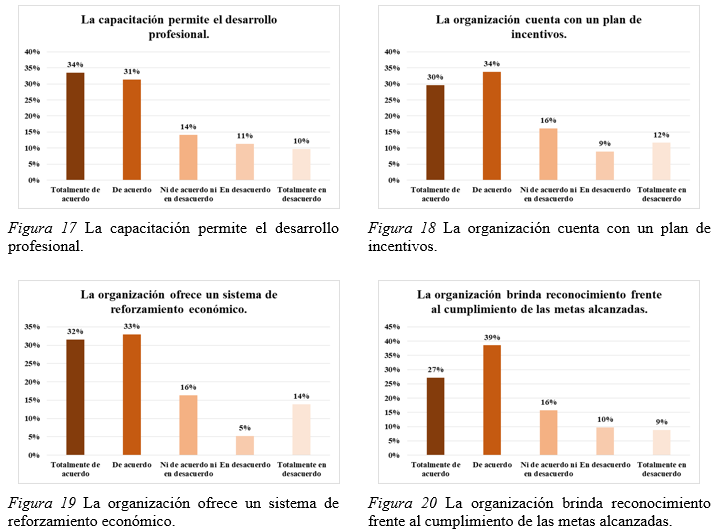 La capacitación permite el desarrollo
profesional.
40%
35%
30%
25%
20%
15%
10%
5%
0%
34%
31%
14%
11%
10%
Totalmente de
acuerdo
De acuerdo
Ni de acuerdo ni
en desacuerdo
En desacuerdo
Totalmente en
desacuerdo
Figura 17 La capacitación permite el desarrollo
profesional.
La organización cuenta con un plan de
incentivos.
40%
35%
30%
25%
20%
15%
10%
5%
0%
30%
34%
16%
9%
12%
Totalmente de
acuerdo
De acuerdo
Ni de acuerdo ni
en desacuerdo
En desacuerdo
Totalmente en
desacuerdo
Figura 18 La organización cuenta con un plan de
incentivos.
La organización ofrece un sistema de
reforzamiento económico.
35%
30%
25%
20%
15%
10%
5%
0%
32%
33%
16%
5%
14%
Totalmente de
acuerdo
De acuerdo
Ni de acuerdo ni
en desacuerdo
En desacuerdo
Totalmente en
desacuerdo
Figura 19 La organización ofrece un sistema de
reforzamiento económico.
La organización brinda reconocimiento frente
al cumplimiento de las metas alcanzadas.
45%
40%
35%
30%
25%
20%
15%
10%
5%
0%
27%
39%
16%
10%
9%
Totalmente de
acuerdo
De acuerdo
Ni de acuerdo ni
en desacuerdo
En desacuerdo
Totalmente en
desacuerdo
Figura 20 La organización brinda reconocimiento
frente al cumplimiento de las metas alcanzadas.